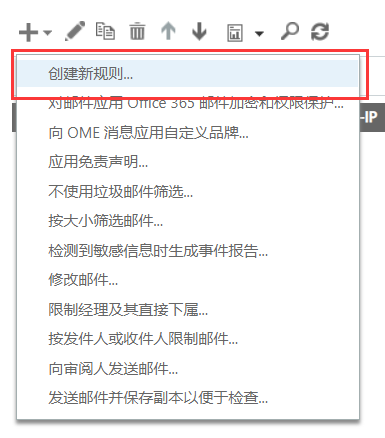 创建新规则...
对邮件应用 Office 365 邮件加密和权限保护...
-IP
向 OME 消息应用自定义品牌...
应用免责声明...
不使用垃圾邮件筛选...
按大小筛选邮件...
检测到敏感信息时生成事件报告...
修改邮件...
限制经理及其直接下属...
按发件人或收件人限制邮件...
向审阅人发送邮件...
发送邮件并保存副本以便于检查...